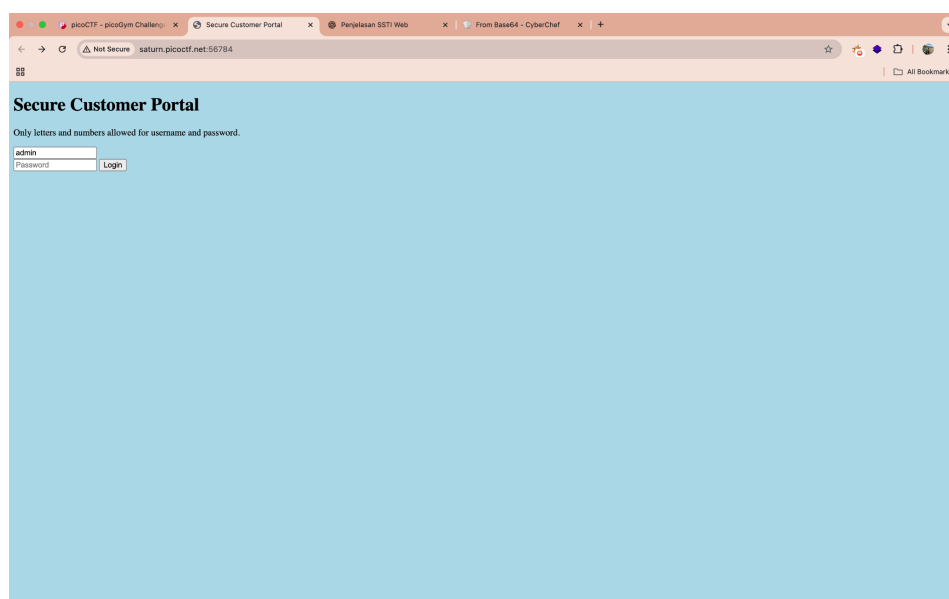 picoCTF - picoGym Challenge
Secure Customer Portal
Penjelasan SSTI Web
From Base64 - CyberChef
Not Secure
saturn.picoctf.net:56784
All Bookmark
Secure Customer Portal
Only letters and numbers allowed for username and password.
admin
Password
Login